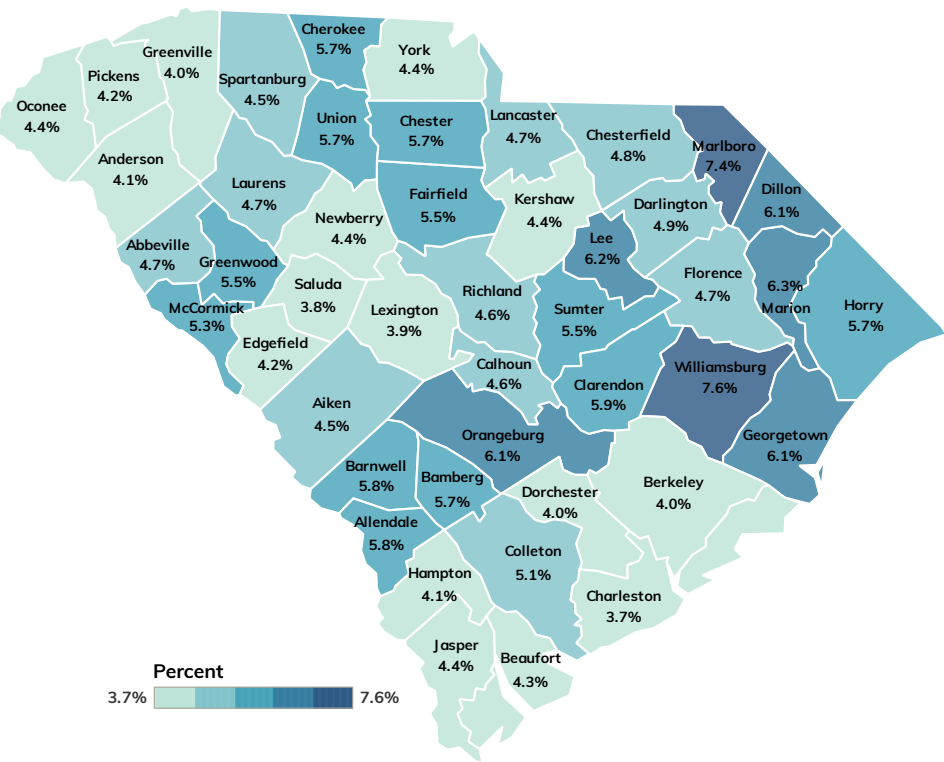 Cherokee
5.7%
York
4.4%
Greenville
4.0%
Pickens
4.2%
Spartanburg
4.5%
Oconee
4.4%
Union
5.7%
Chester
5.7%
Lancaster
4.7%
Chesterfield
4.8%
Marlboro
7.4%
Anderson
4.1%
Laurens
4.7%
Fairfield
5.5%
Kershaw
4.4%
Darlington
4.9%
Dillon
6.1%
Newberry
4.4%
Lee
6.2%
Abbeville
4.7%
Greenwood
5.5%
Florence
4.7%
6.3%
Marion
Saluda
3.8%
Richland
4.6%
McCormick
5.3%
Lexington
3.9%
Sumter
5.5%
Horry
5.7%
Edgefield
4.2%
Calhoun
4.6%
Williamsburg
7.6%
Clarendon
5.9%
Aiken
4.5%
Orangeburg
6.1%
Georgetown
6.1%
Barnwell
5.8%
Bamberg
5.7%
Berkeley
4.0%
Dorchester
4.0%
Allendale
5.8%
Colleton
5.1%
Hampton
4.1%
Charleston
3.7%
Jasper
4.4%
Beaufort
4.3%
Percent
3.7% 7.6%